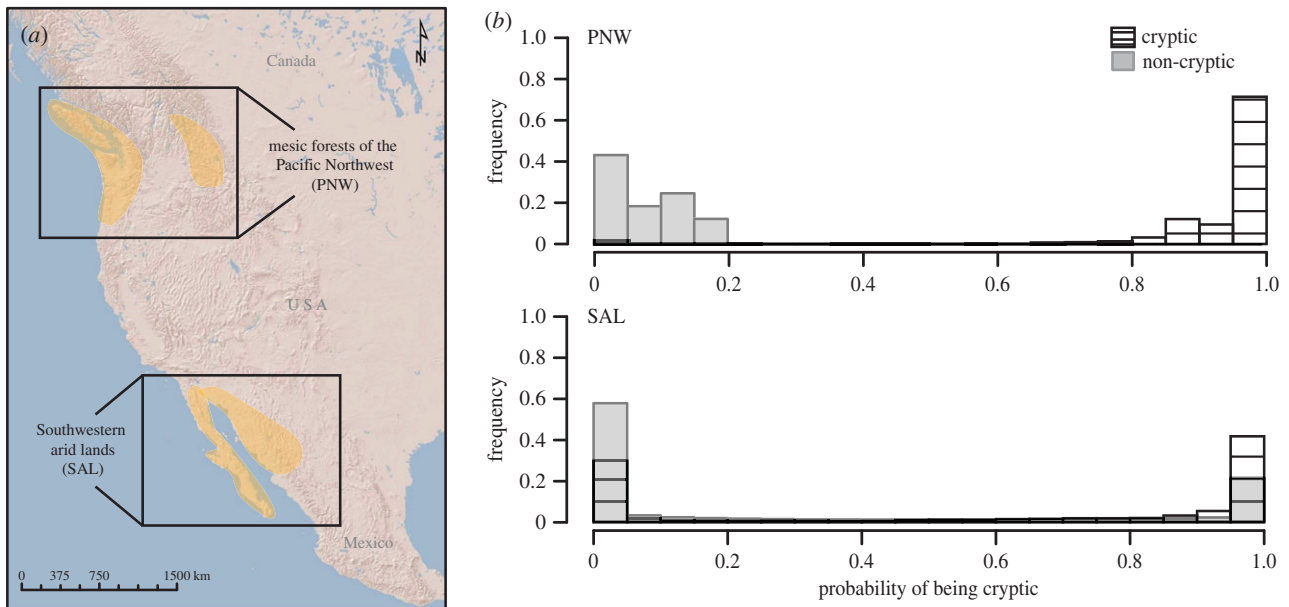 (a)
N
Canada
mesic forests of the
Pacific Northwest
(PNW)
U S A
Southwestern
arid lands
(SAL)
Mexico
0 375 750 1500 km
(b)
PNW
cryptic
non-cryptic
frequency
1.0
0.8
0.6
0.4
0.2
0
0 0.2 0.4 0.6 0.8 1.0
SAL
frequency
1.0
0.8
0.6
0.4
0.2
0
0 0.2 0.4 0.6 0.8 1.0
probability of being cryptic